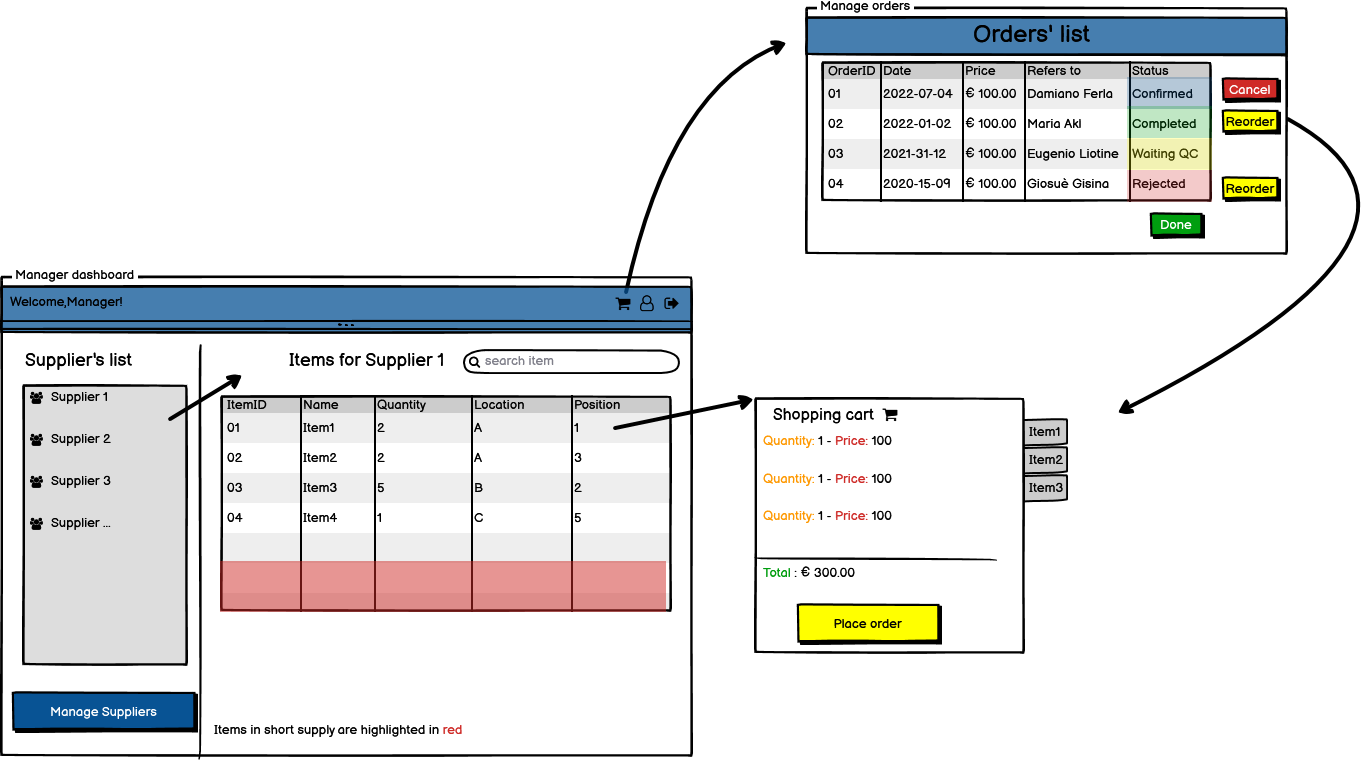 Manage orders
Orders' list
OrderID Date Price Refers to Status
01 2022-07-04 € 100.00 Damiano Ferla Confirmed Cancel
02 2022-01-02 € 100.00 Maria Akl Completed Reorder
03 2021-31-12 € 100.00 Eugenio Liotine Waiting QC
04 2020-15-09 € 100.00 Giosuè Gisina Rejected Reorder
Done
Manager dashboard
Welcome,Manager!
Supplier's list
Supplier 1
Supplier 2
Supplier 3
Supplier ...
Manage Suppliers
Items for Supplier 1
search item
ItemID Name Quantity Location Position
01 Item1 2 A 1
02 Item2 2 A 3
03 Item3 5 B 2
04 Item4 1 C 5
Items in short supply are highlighted in red
Shopping cart
Quantity: 1 - Price: 100
Quantity: 1 - Price: 100
Quantity: 1 - Price: 100
Total : € 300.00
Place order
Item1
Item2
Item3